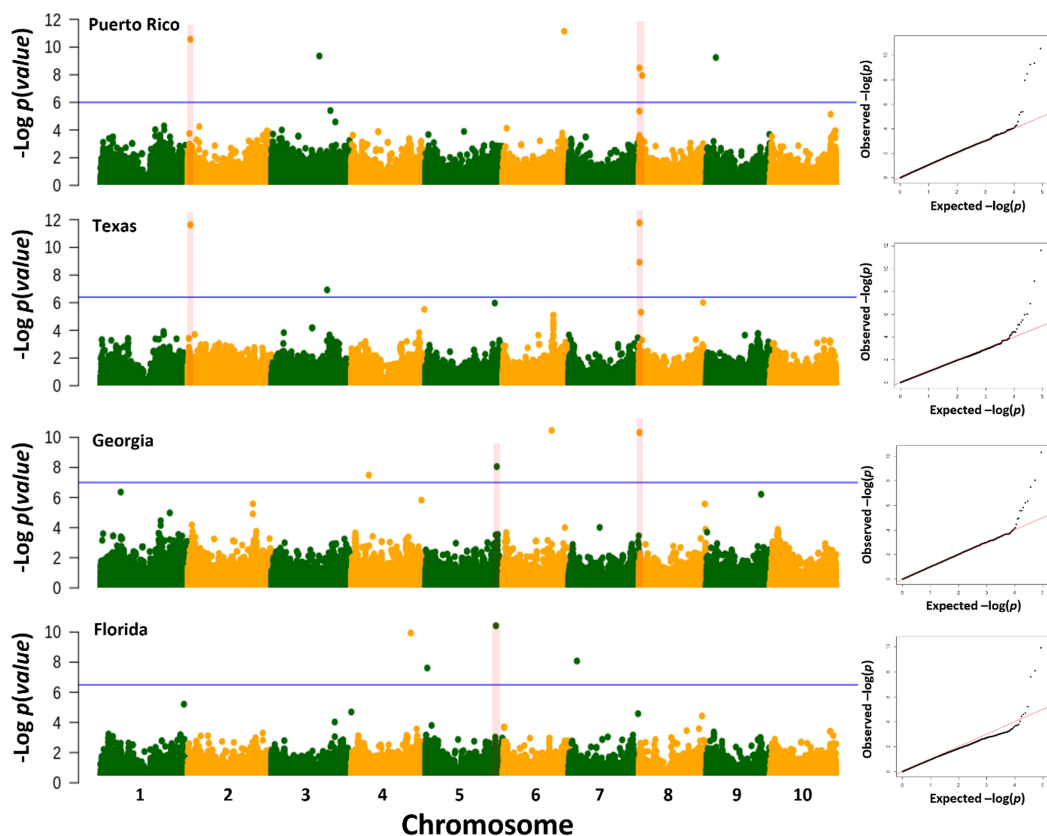 Puerto Rico
-Log p(value)
12
10
8
6
4
2
0
Observed –log(p)
Expected –log(p)
Texas
-Log p(value)
12
10
8
6
4
2
0
Observed –log(p)
Expected –log(p)
Georgia
-Log p(value)
10
8
6
4
2
0
Observed –log(p)
Expected –log(p)
Florida
-Log p(value)
10
8
6
4
2
0
Observed –log(p)
Expected –log(p)
1 2 3 4 5 6 7 8 9 10
Chromosome